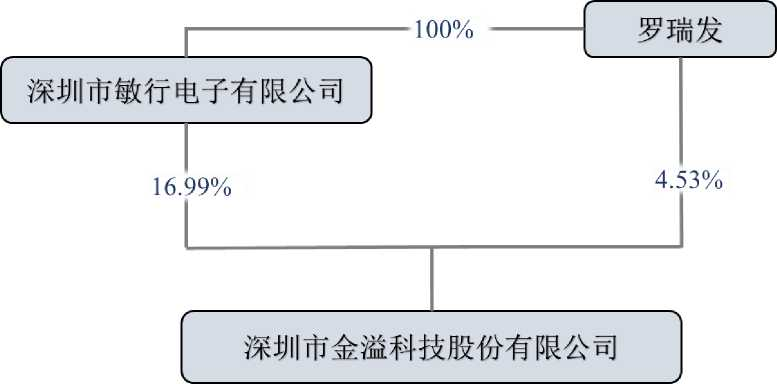 罗瑞发
100%
深圳市敏行电子有限公司
16.99%
4.53%
深圳市金溢科技股份有限公司